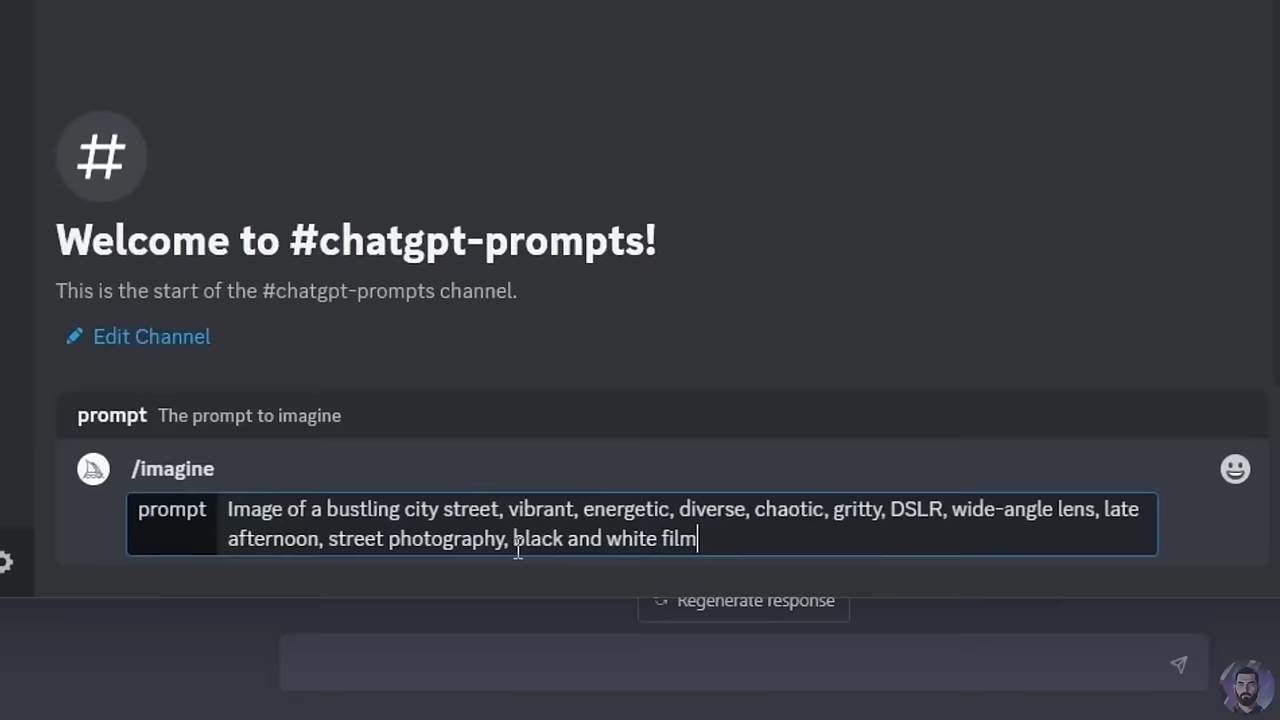 #
Welcome to #chatgpt-prompts!
This is the start of the #chatgpt-prompts channel.
Edit Channel
prompt The prompt to imagine
/imagine
prompt Image of a bustling city street, vibrant, energetic, diverse, chaotic, gritty, DSLR, wide-angle lens, late
afternoon, street photography, black and white film
Regenerate response